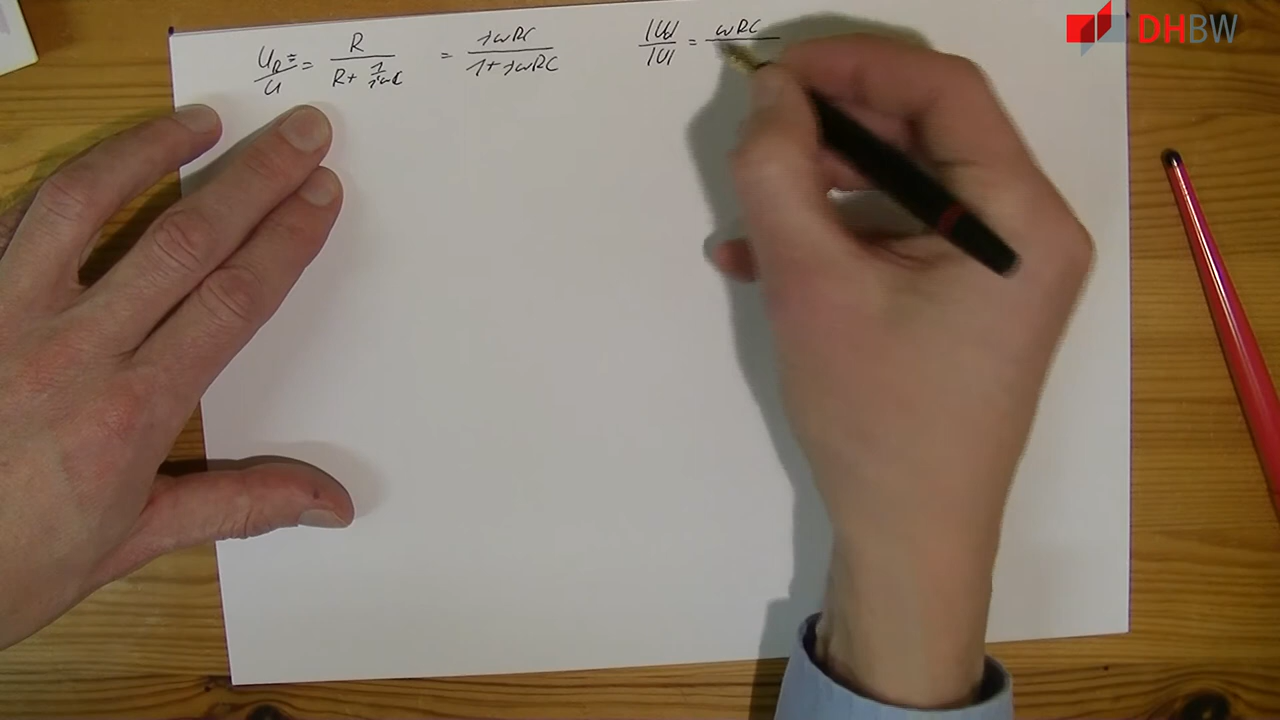 DHBW
U_R/U = R/(R + 1/jωC) = jωRC/(1 + jωRC)
|U_R|/|U| = ωRC